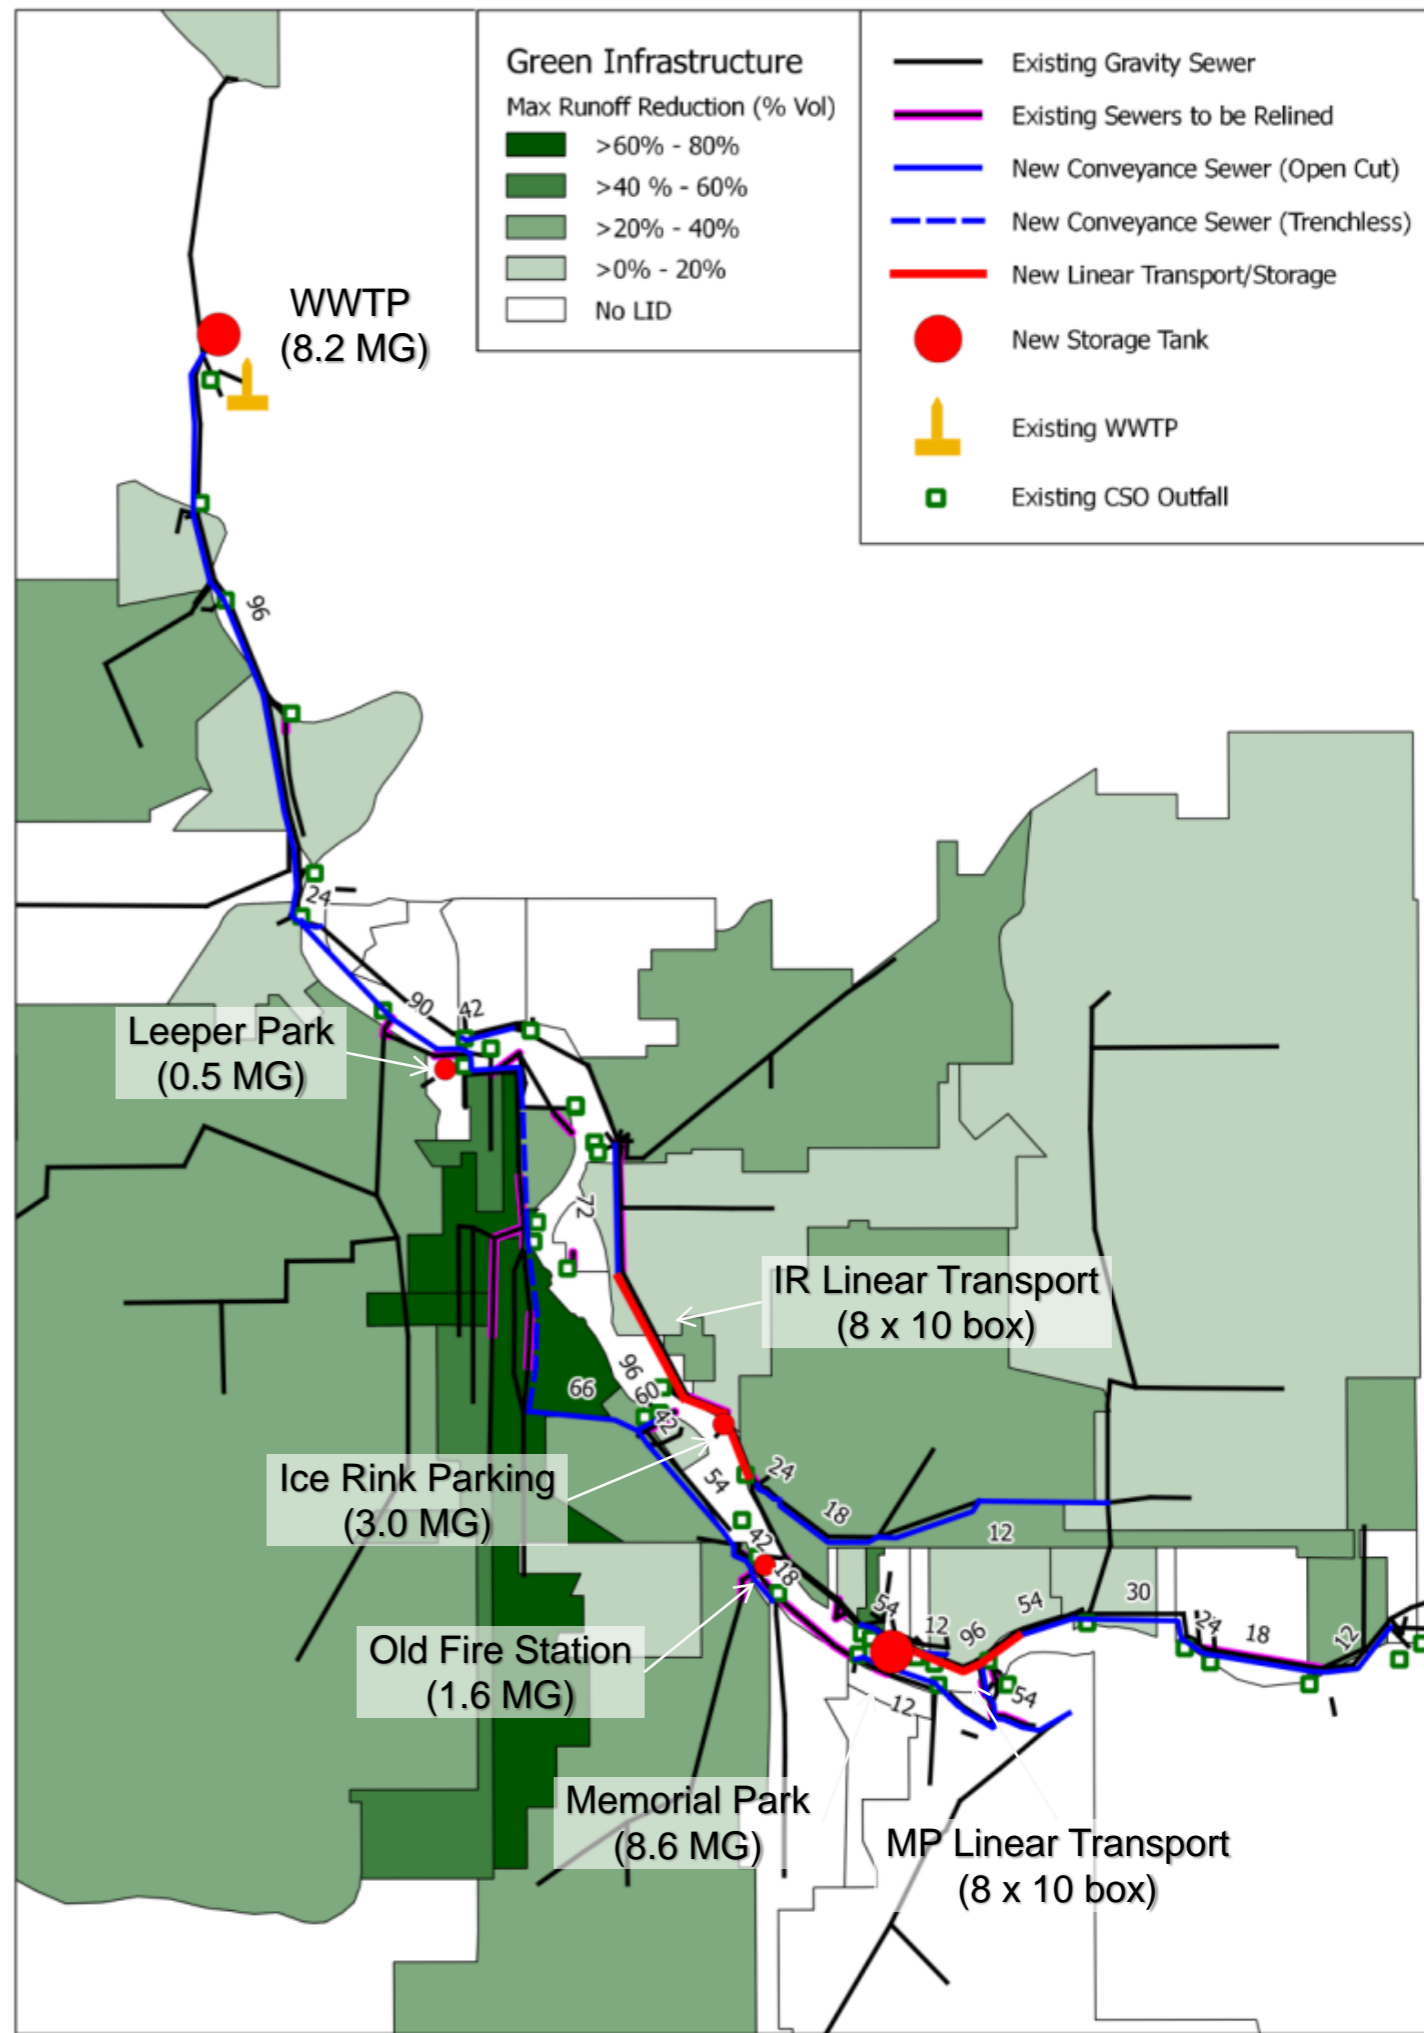 Green Infrastructure
Max Runoff Reduction (% Vol)
>60% - 80%
>40 % - 60%
>20% - 40%
>0% - 20%
No LID
Existing Gravity Sewer
Existing Sewers to be Relined
New Conveyance Sewer (Open Cut)
New Conveyance Sewer (Trenchless)
New Linear Transport/Storage
New Storage Tank
Existing WWTP
Existing CSO Outfall
WWTP
(8.2 MG)
96
24
90
42
Leeper Park
(0.5 MG)
72
IR Linear Transport
(8 x 10 box)
96
66
60
42
Ice Rink Parking
(3.0 MG)
54
24
18
12
42
18
Old Fire Station
(1.6 MG)
54
12
96
54
30
24
18
12
54
12
Memorial Park
(8.6 MG)
MP Linear Transport
(8 x 10 box)